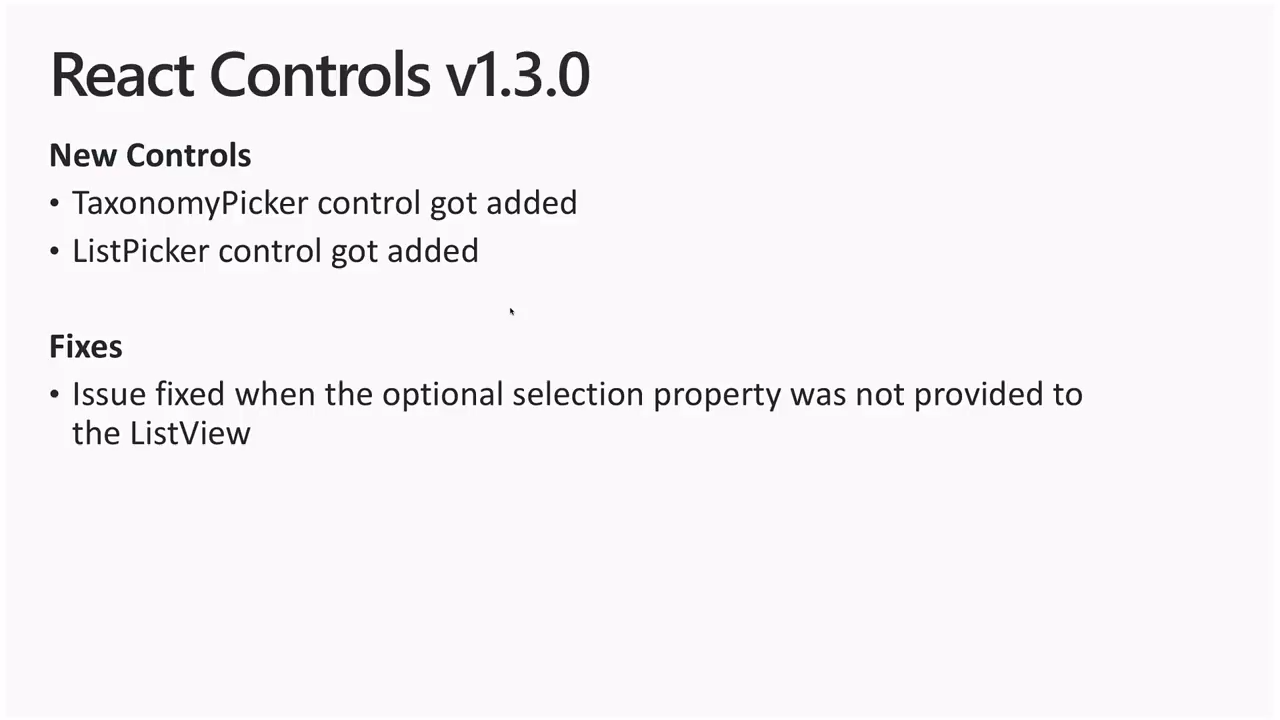 React Controls v1.3.0
New Controls
• TaxonomyPicker control got added
• ListPicker control got added
Fixes
• Issue fixed when the optional selection property was not provided to
the ListView